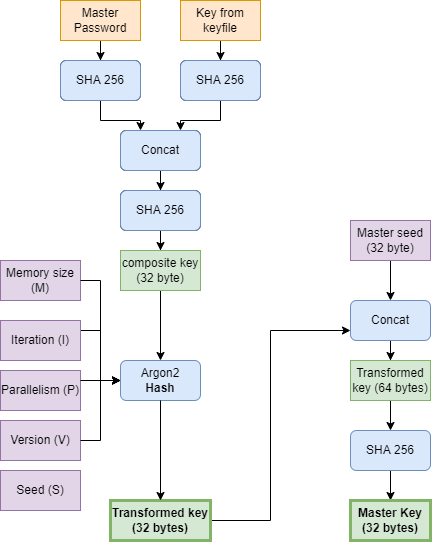 Master
Password
Key from
keyfile
SHA 256
SHA 256
Concat
SHA 256
composite key
(32 byte)
Memory size
(M)
Iteration (I)
Parallelism (P)
Version (V)
Seed (S)
Argon2
Hash
Transformed key
(32 bytes)
Master seed
(32 byte)
Concat
Transformed
key (64 bytes)
SHA 256
Master Key
(32 bytes)